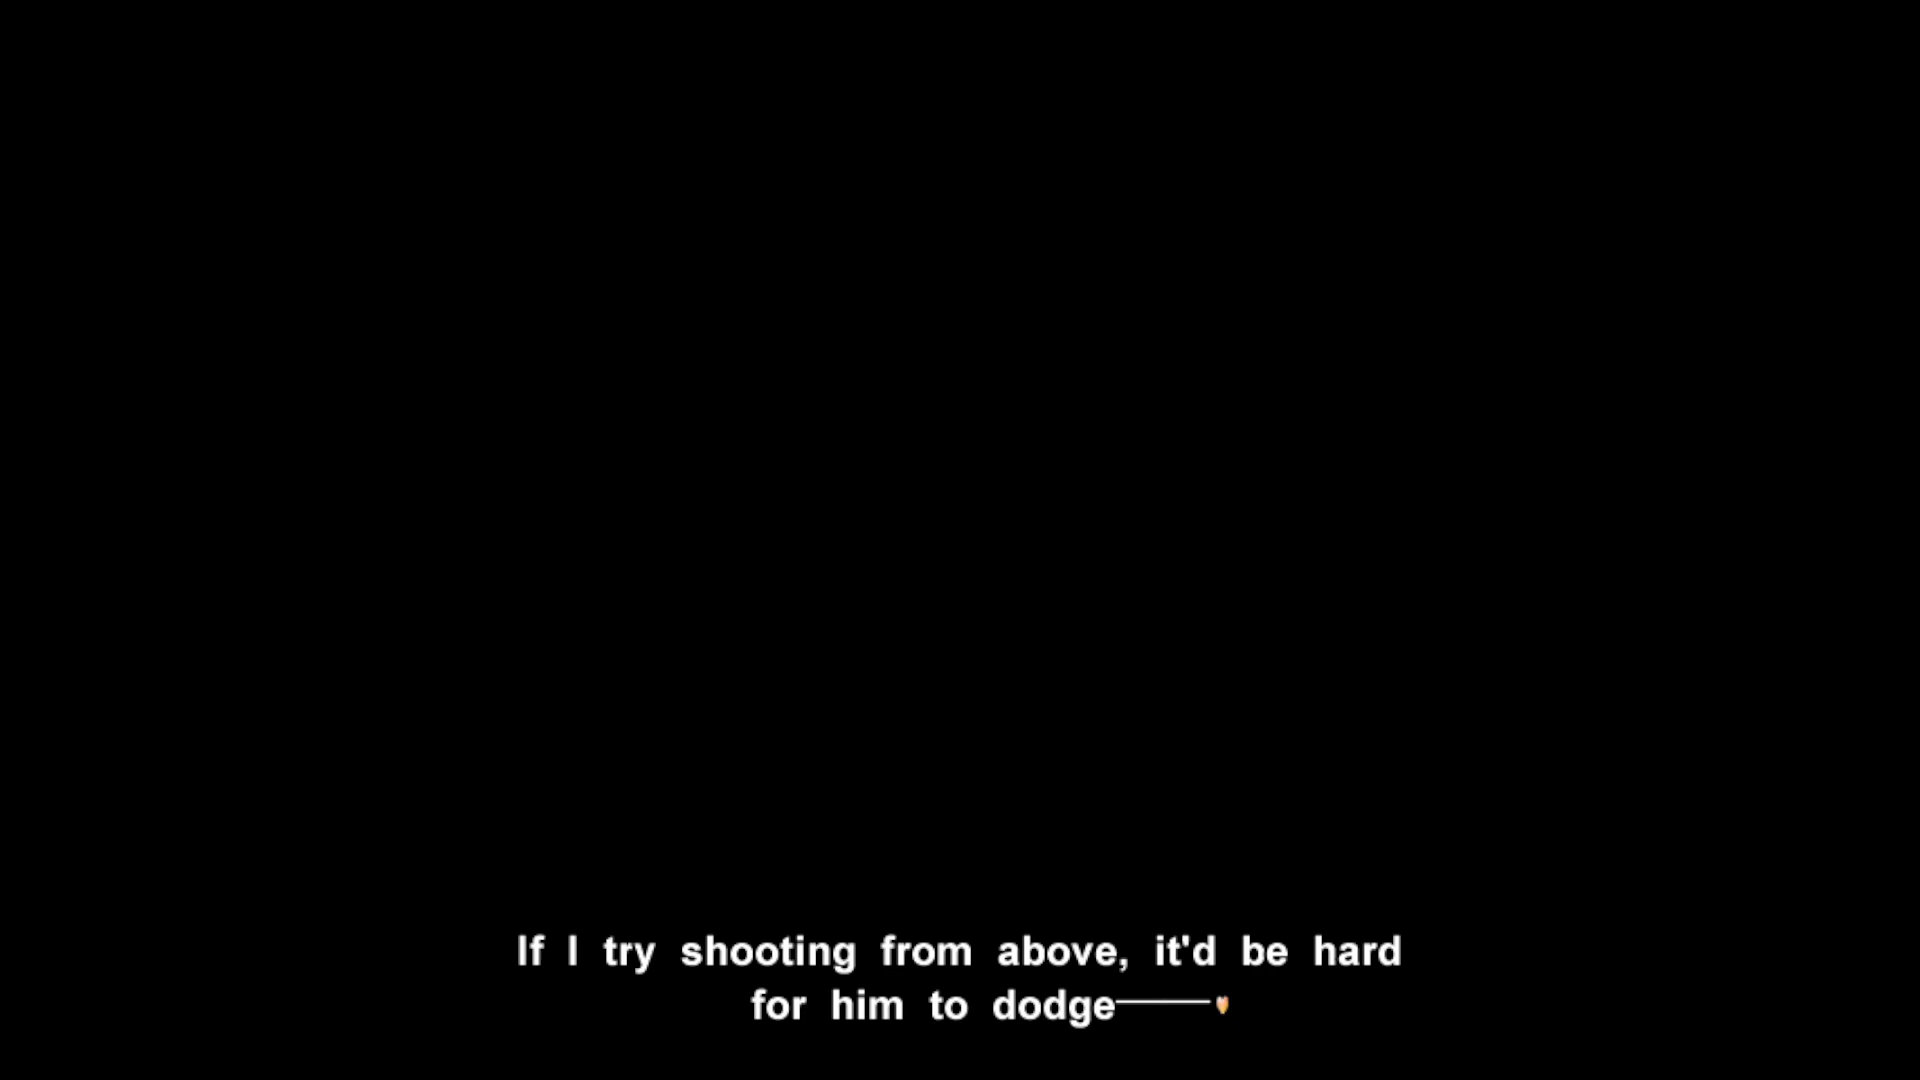 If I try shooting from above, it'd be hard
for him to dodge——